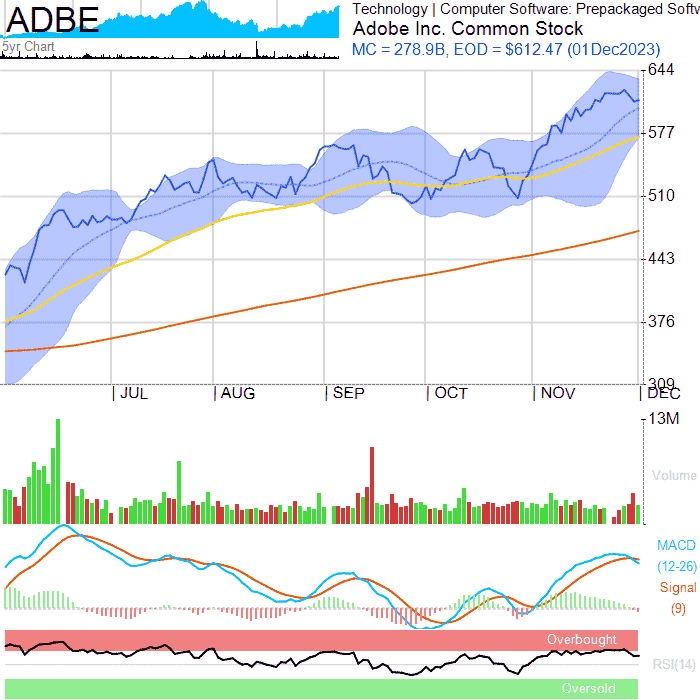 ADBE
5yr Chart
Technology | Computer Software: Prepackaged Softw
Adobe Inc. Common Stock
MC = 278.9B, EOD = $612.47 (01Dec2023)
644
577
510
443
376
309
JUL AUG SEP OCT NOV DEC
13M
Volume
MACD
(12-26)
Signal
(9)
Overbought
RSI(14)
Oversold